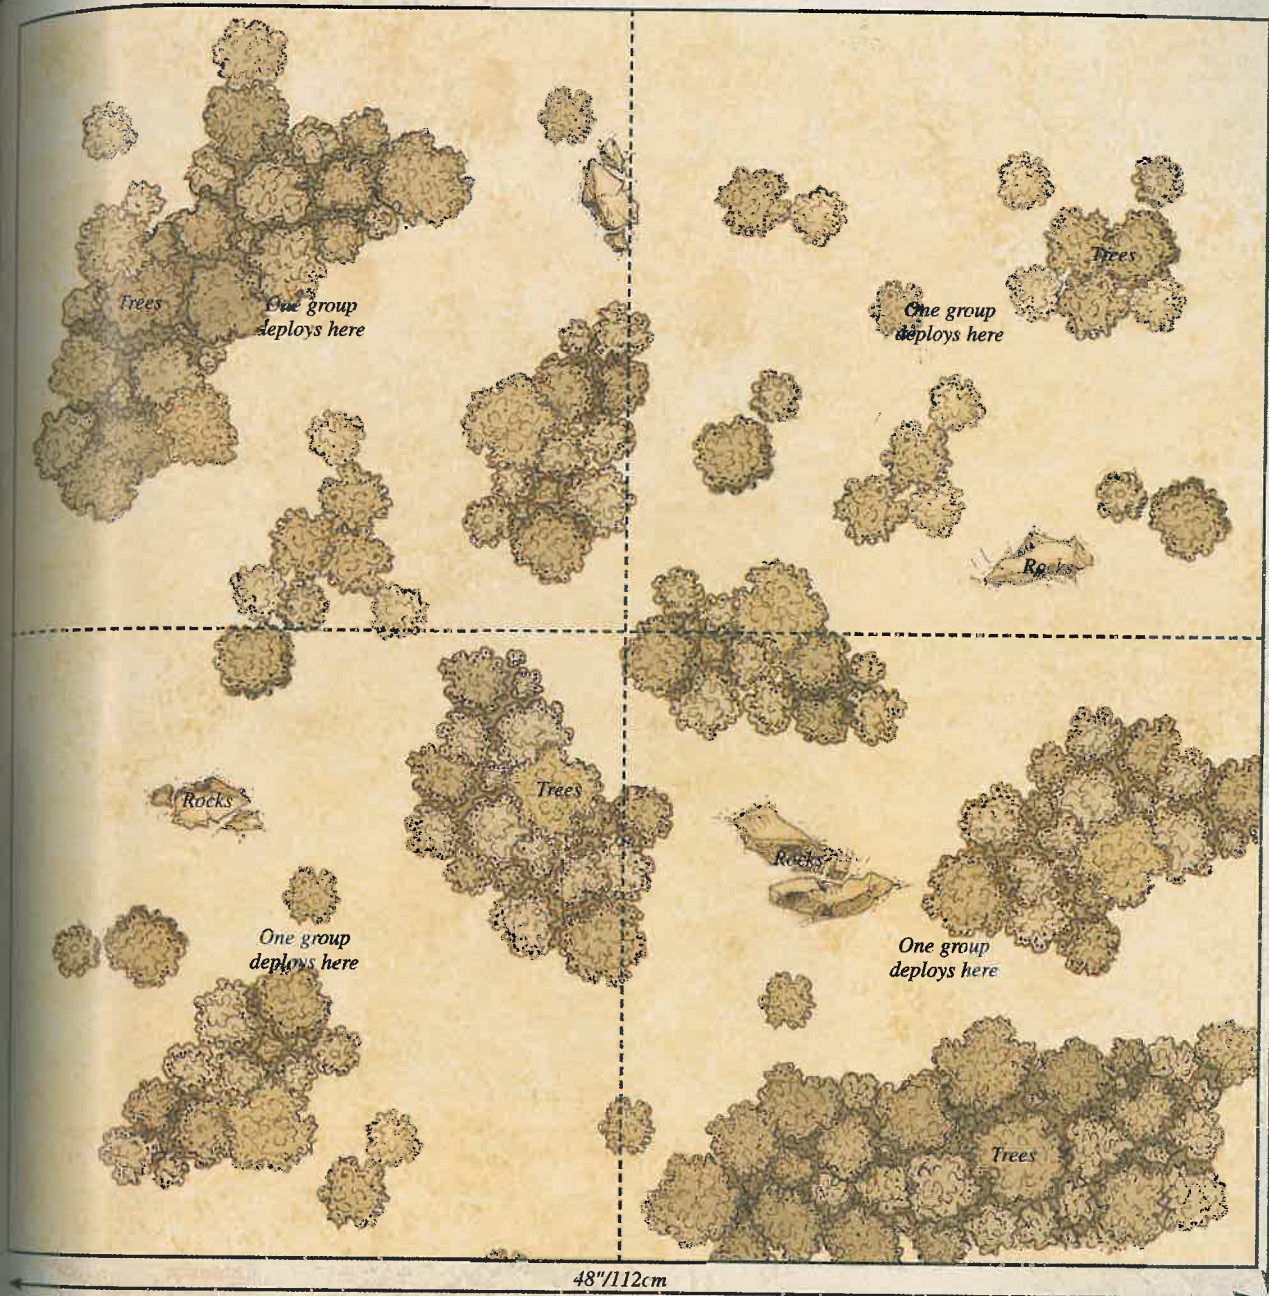 Trees
One group
deploys here
Trees
One group
deploys here
Rocks
Rocks
Trees
Rocks
One group
deploys here
One group
deploys here
Trees
48"/112cm